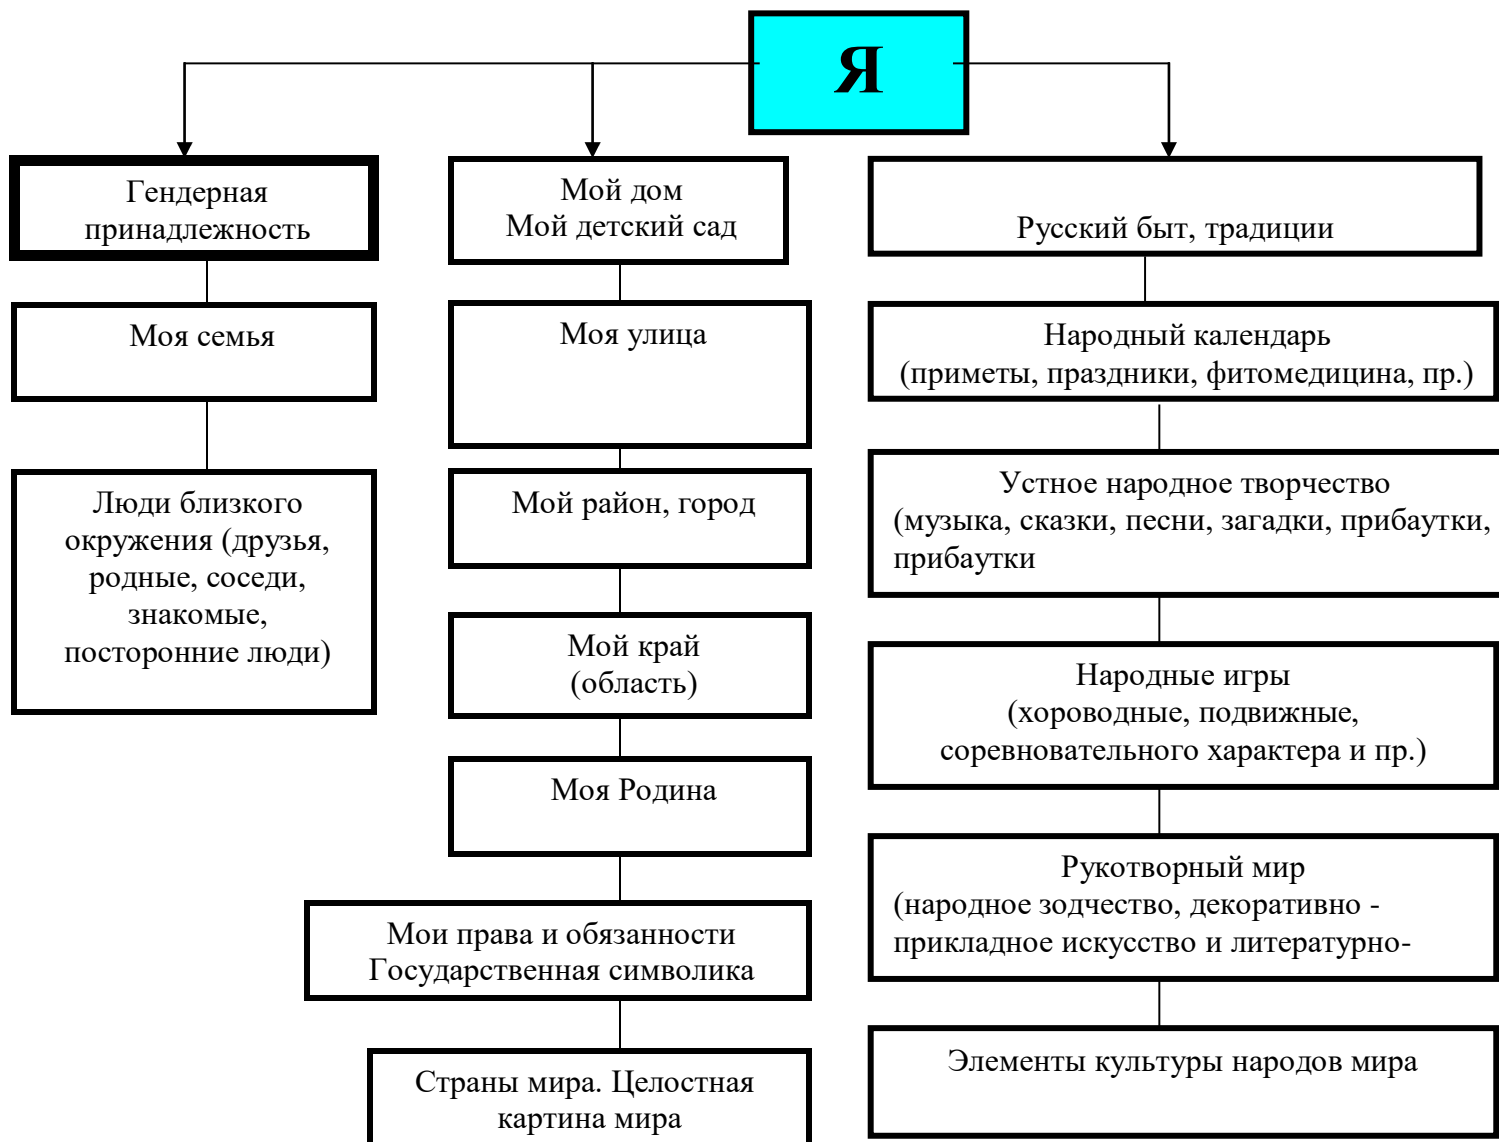 Я
Гендерная
принадлежность
Моя семья
Люди близкого
окружения (друзья,
родные, соседи,
знакомые,
посторонние люди)
Мой дом
Мой детский сад
Моя улица
Мой район, город
Мой край
(область)
Моя Родина
Мои права и обязанности
Государственная символика
Страны мира. Целостная
картина мира
Русский быт, традиции
Народный календарь
(приметы, праздники, фитомедицина, пр.)
Устное народное творчество
(музыка, сказки, песни, загадки, прибаутки,
прибаутки
Народные игры
(хороводные, подвижные,
соревновательного характера и пр.)
Рукотворный мир
(народное зодчество, декоративно -
прикладное искусство и литературно-
Элементы культуры народов мира